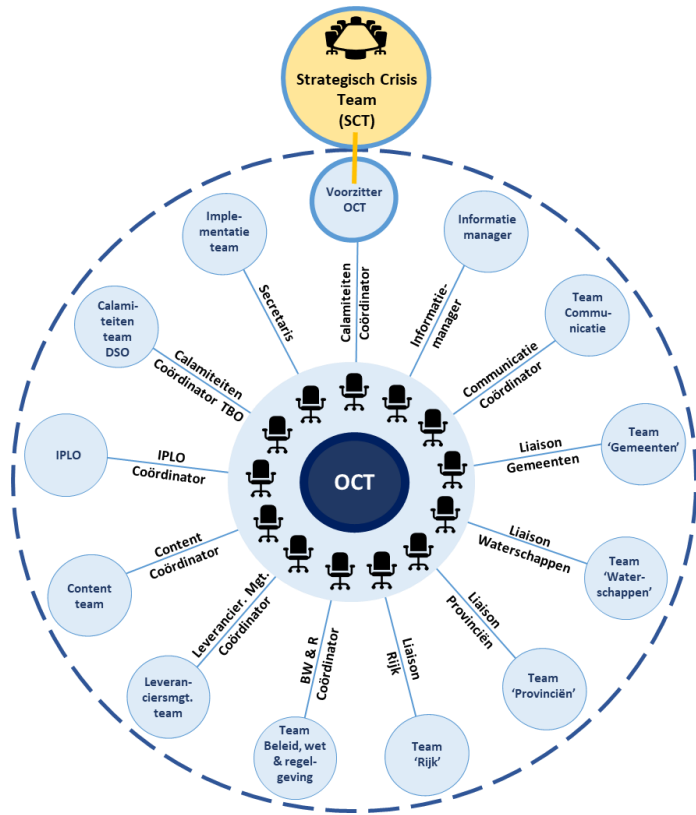 Strategisch Crisis
Team
(SCT)
Voorzitter
OCT
Calamiteiten
Coördinator
Informatie
manager
Informatie-
manager
Team
Commu-
nicatie
Communicatie
Coördinator
Team
‘Gemeenten’
Liaison
Gemeenten
Team
‘Water-
schappen’
Liaison
Waterschappen
Team
‘Provinciën’
Liaison
Provinciën
Team
‘Rijk’
Liaison
Rijk
Team
Beleid, wet
& regel-
geving
BW & R
Coördinator
Leveran-
ciersmgt.
team
Leverancier. Mgt.
Coördinator
Content
team
Content
Coördinator
IPLO
IPLO
Coördinator
Calami-
teiten
team
DSO
Calamiteiten
Coördinator TBO
Imple-
mentatie
team
Secretaris
OCT